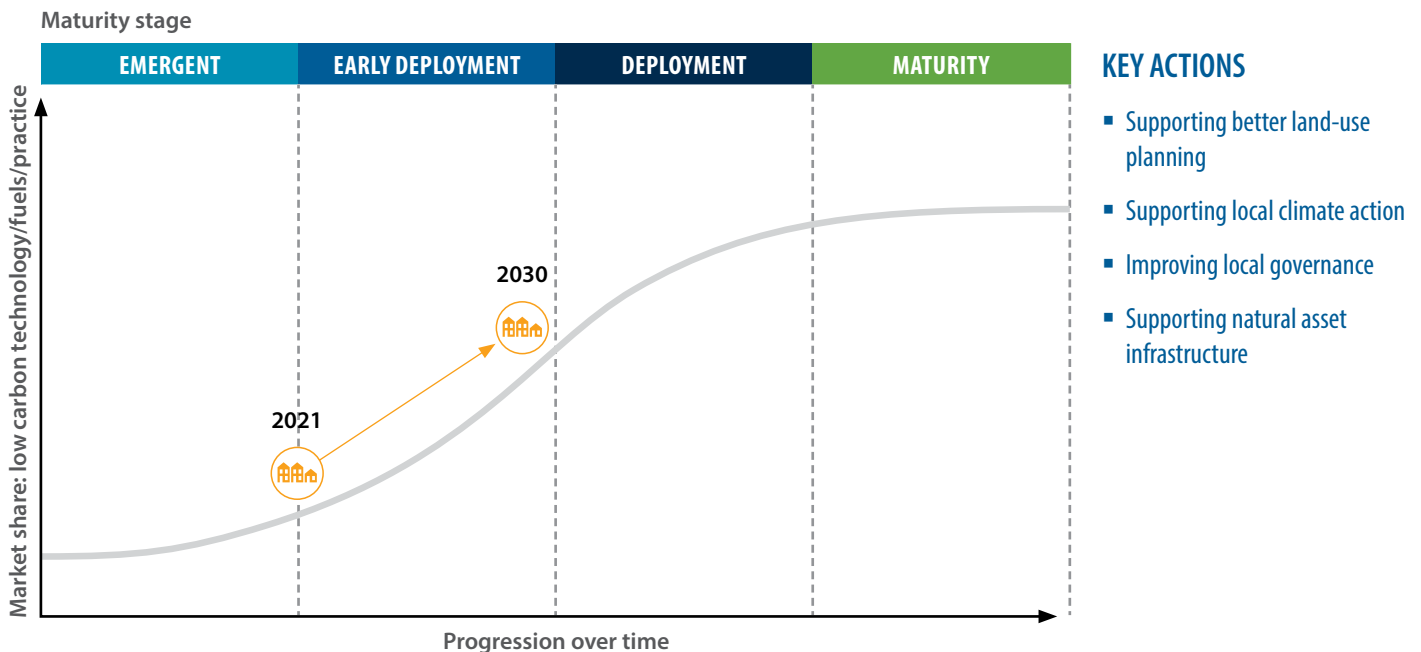 Maturity stage
EMERGENT
EARLY DEPLOYMENT
DEPLOYMENT
MATURITY
Market share: low carbon technology/fuels/practice
2021
2030
Progression over time
KEY ACTIONS
▪ Supporting better land-use
planning
▪ Supporting local climate action
▪ Improving local governance
▪ Supporting natural asset
infrastructure